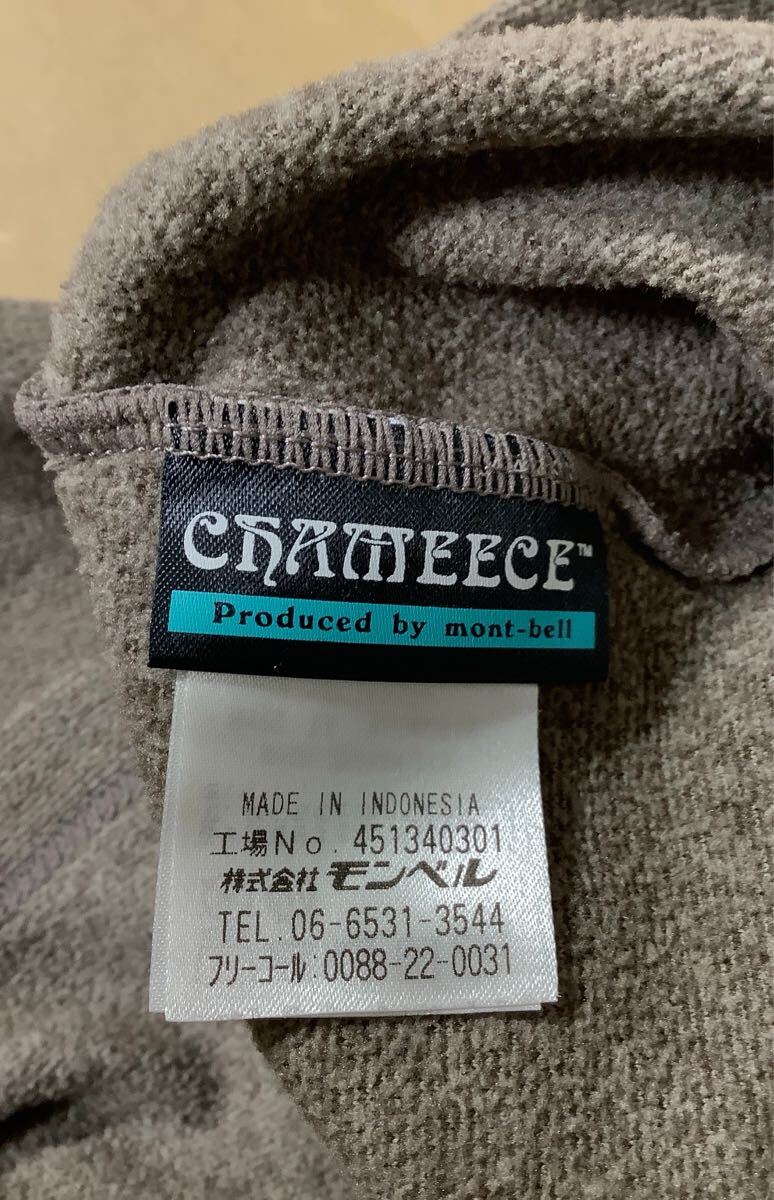 CHAMEECE™
Produced by mont-bell
MADE IN INDONESIA
工場No. 451340301
株式会社モンベル
TEL.06-6531-3544
フリーコール:0088-22-0031